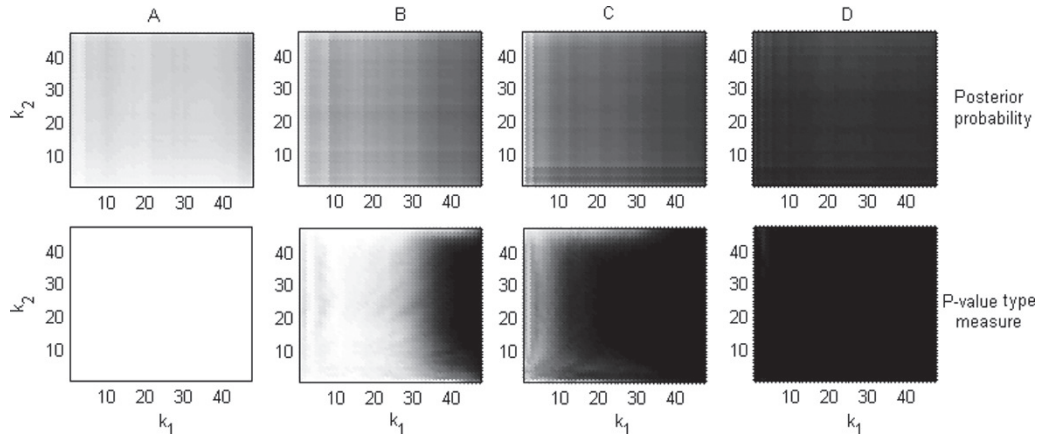 A B C D
40 40 40 40
30 30 30 30
k2 20 20 20 20
10 10 10 10
10 20 30 40 10 20 30 40 10 20 30 40 10 20 30 40
Posterior
probability
40 40 40 40
30 30 30 30
k2 20 20 20 20
10 10 10 10
10 20 30 40 10 20 30 40 10 20 30 40 10 20 30 40
k1 k1 k1 k1
P-value type
measure